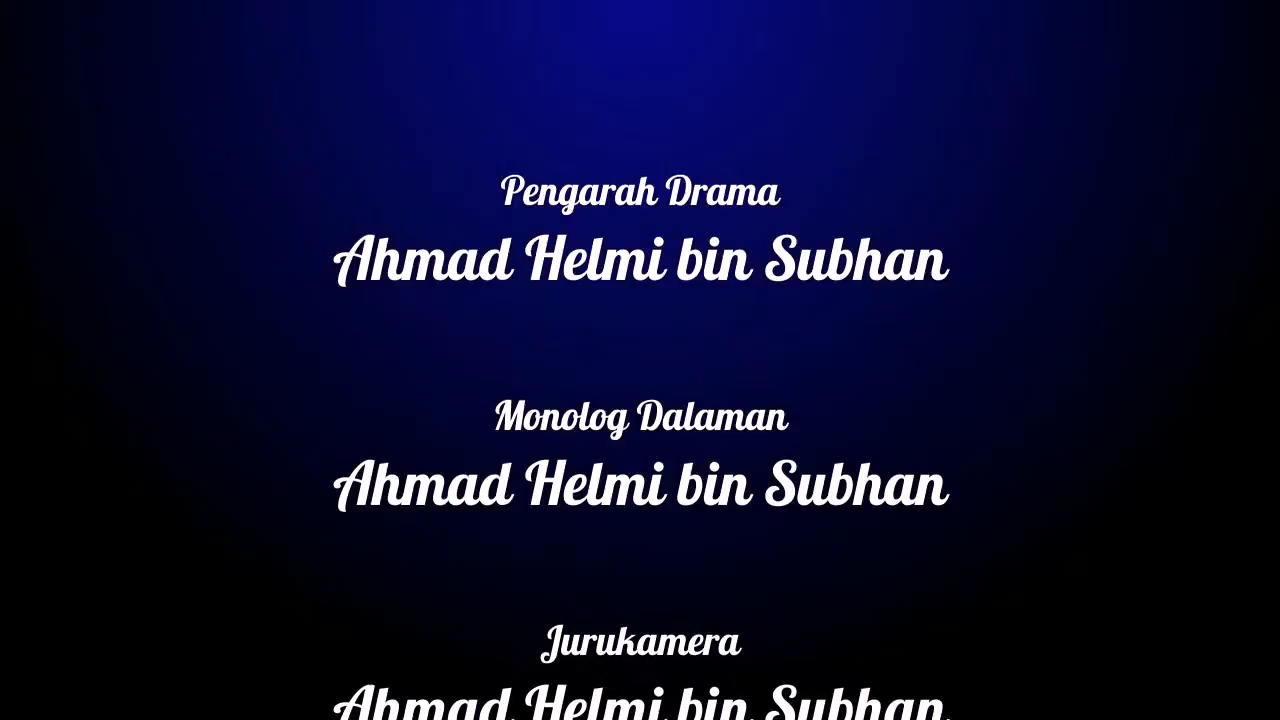 Pengarah Drama
Ahmad Helmi bin Subhan
Monolog Dalaman
Ahmad Helmi bin Subhan
Jurukamera
Ahmad Helmi bin Subhan